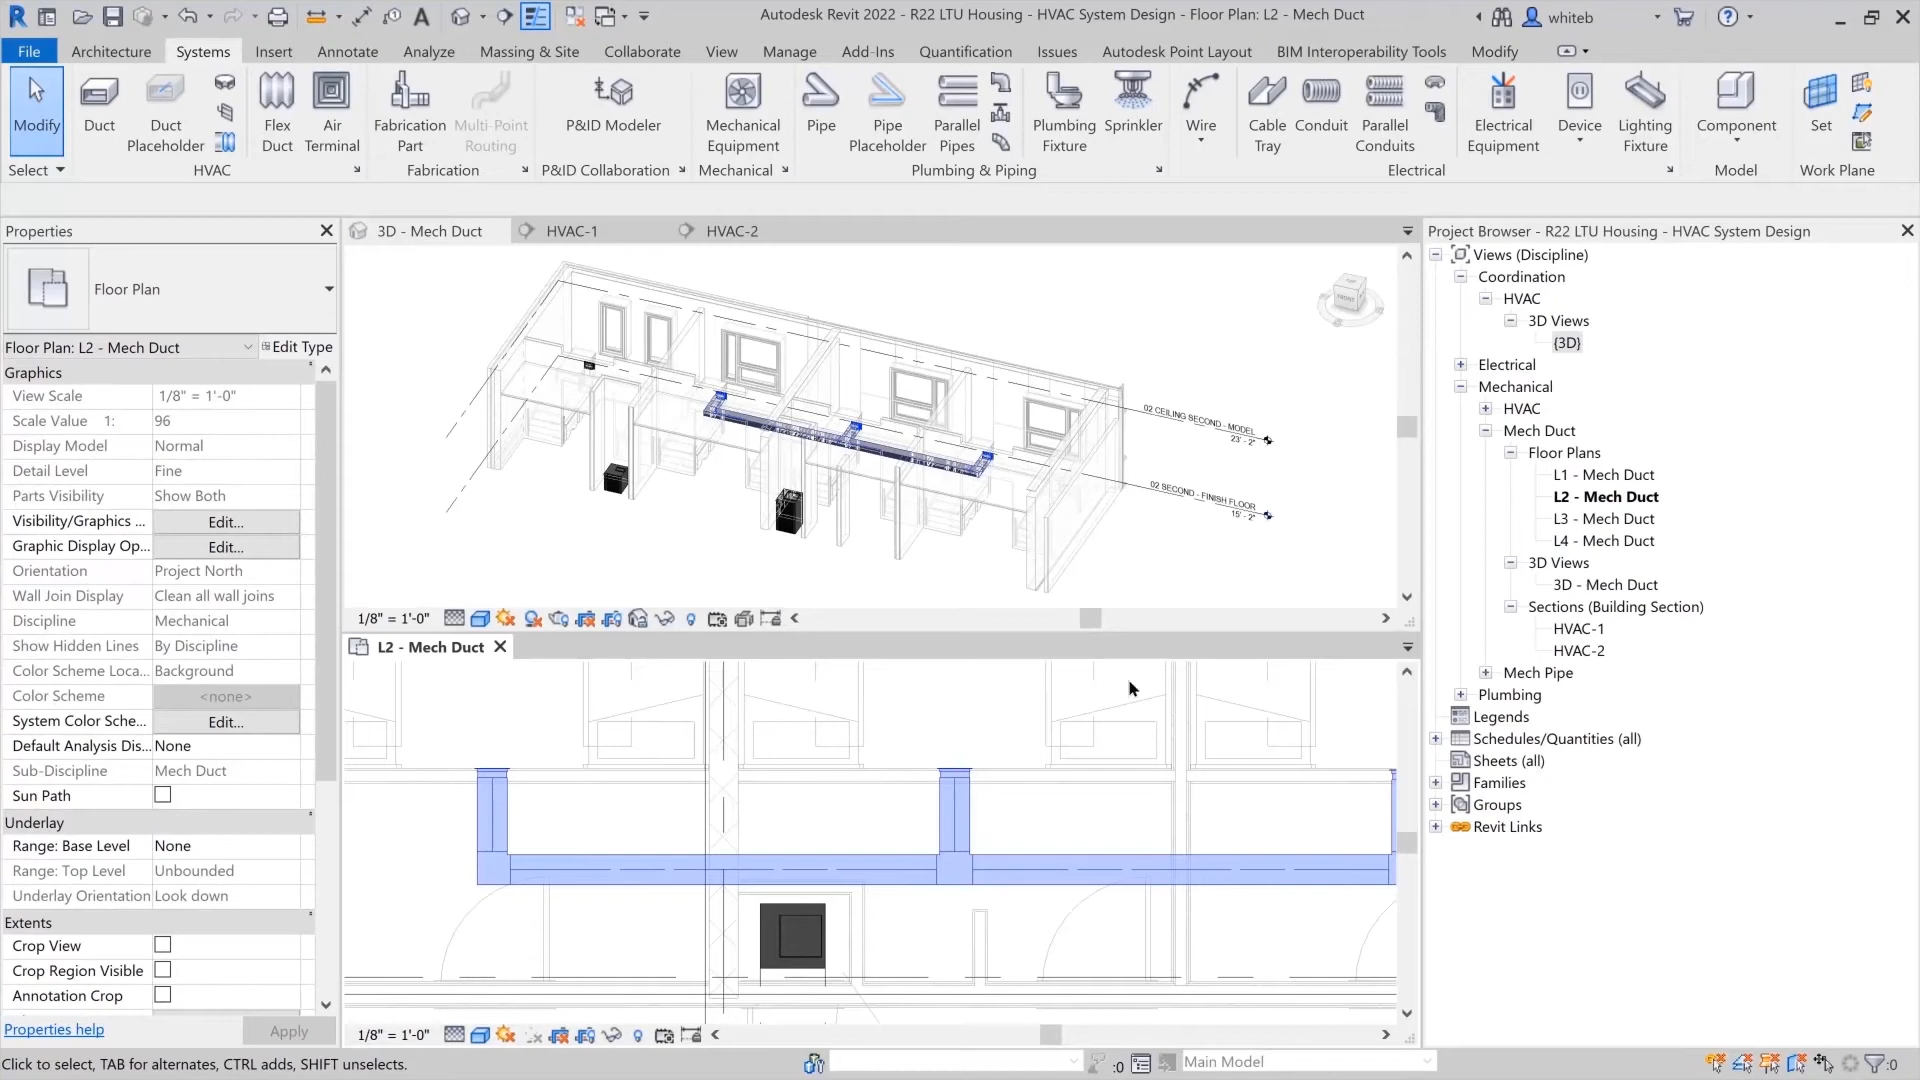 Autodesk Revit 2022 - R22 LTU Housing - HVAC System Design - Floor Plan: L2 - Mech Duct
whiteb
File Architecture Systems Insert Annotate Analyze Massing & Site Collaborate View Manage Add-Ins Quantification Issues Autodesk Point Layout BIM Interoperability Tools Modify
Modify
Duct
Duct Placeholder
Flex Duct
Air Terminal
Fabrication Part
Multi-Point Routing
P&ID Modeler
Mechanical Equipment
Pipe
Pipe Placeholder
Parallel Pipes
Plumbing Fixture
Sprinkler
Wire
Cable Tray
Conduit
Parallel Conduits
Electrical Equipment
Device
Lighting Fixture
Component
Set
Select HVAC Fabrication P&ID Collaboration Mechanical Plumbing & Piping Electrical Model Work Plane
Properties
Floor Plan
Floor Plan: L2 - Mech Duct Edit Type
Graphics
View Scale 1/8" = 1'-0"
Scale Value 1: 96
Display Model Normal
Detail Level Fine
Parts Visibility Show Both
Visibility/Graphics ... Edit...
Graphic Display Op... Edit...
Orientation Project North
Wall Join Display Clean all wall joins
Discipline Mechanical
Show Hidden Lines By Discipline
Color Scheme Loca... Background
Color Scheme <none>
System Color Sche... Edit...
Default Analysis Dis... None
Sub-Discipline Mech Duct
Sun Path
Underlay
Range: Base Level None
Range: Top Level Unbounded
Underlay Orientation Look down
Extents
Crop View
Crop Region Visible
Annotation Crop
Properties help Apply
3D - Mech Duct HVAC-1 HVAC-2
FRONT
02 CEILING SECOND - MODEL
23' - 2"
02 SECOND - FINISH FLOOR
15' - 2"
1/8" = 1'-0"
L2 - Mech Duct
1/8" = 1'-0"
Project Browser - R22 LTU Housing - HVAC System Design
Views (Discipline)
Coordination
HVAC
3D Views
{3D}
Electrical
Mechanical
HVAC
Mech Duct
Floor Plans
L1 - Mech Duct
L2 - Mech Duct
L3 - Mech Duct
L4 - Mech Duct
3D Views
3D - Mech Duct
Sections (Building Section)
HVAC-1
HVAC-2
Mech Pipe
Plumbing
Legends
Schedules/Quantities (all)
Sheets (all)
Families
Groups
Revit Links
Click to select, TAB for alternates, CTRL adds, SHIFT unselects.
:0
Main Model
:0